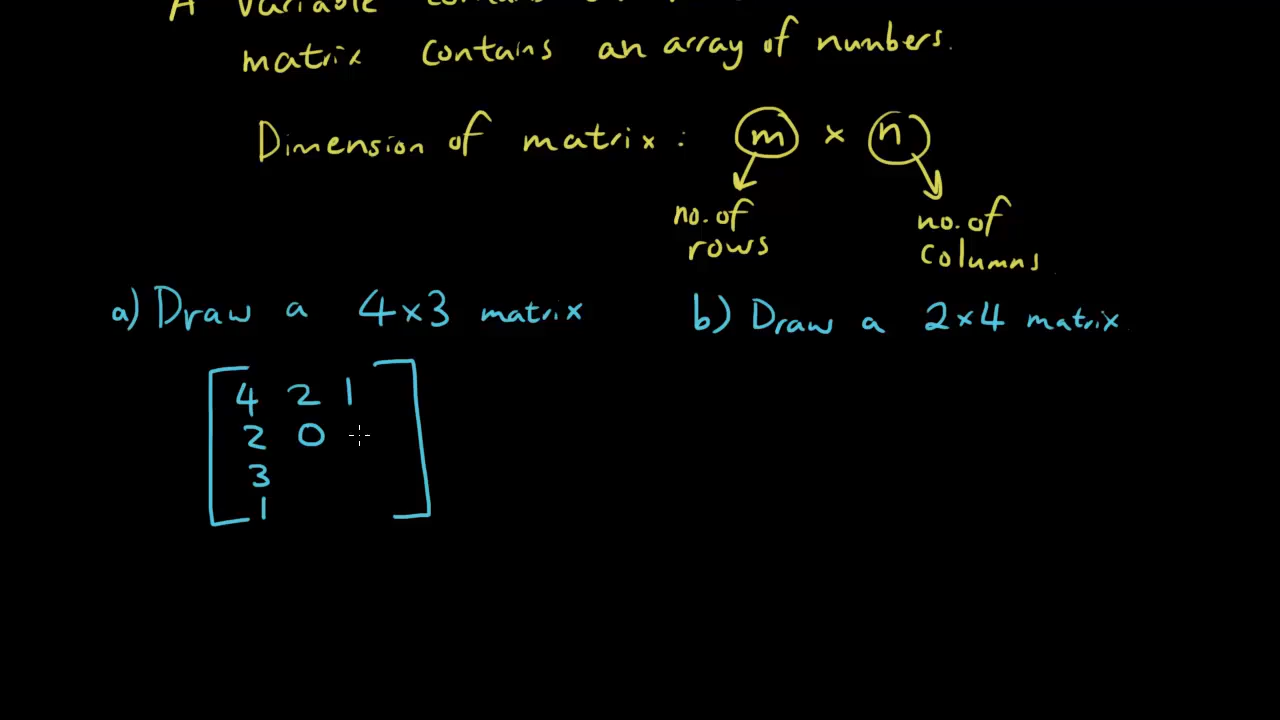 A variable
matrix contains an array of numbers.
Dimension of matrix : m × n
no. of rows
no. of columns
a) Draw a 4×3 matrix
b) Draw a 2×4 matrix
4 2 1
2 0
3
1